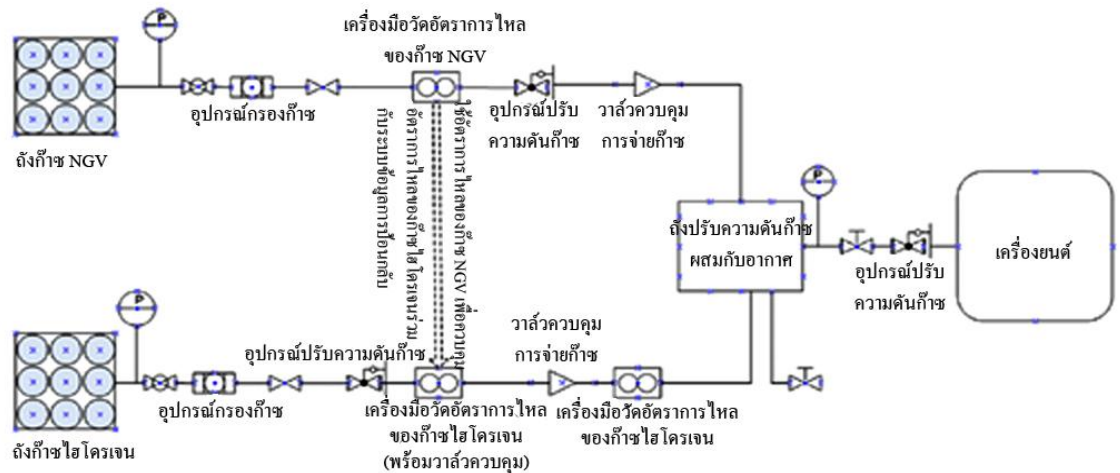 P
เครื่องมือวัดอัตราการไหล
ของก๊าซ NGV
อุปกรณ์กรองก๊าซ
อุปกรณ์ปรับ
ความดันก๊าซ
วาล์วควบคุม
การจ่ายก๊าซ
ถังก๊าซ NGV
ใช้อัตราการไหลของก๊าซ NGV เพื่อควบคุม
อัตราการไหลของก๊าซไฮโดรเจนร่วม
กับระบบข้อมูลการป้อนกลับ
P
ถังปรับความดันก๊าซ
ผสมกับอากาศ
อุปกรณ์ปรับ
ความดันก๊าซ
เครื่องยนต์
P
อุปกรณ์ปรับความดันก๊าซ
วาล์วควบคุม
การจ่ายก๊าซ
อุปกรณ์กรองก๊าซ
เครื่องมือวัดอัตราการไหล
ของก๊าซไฮโดรเจน
(พร้อมวาล์วควบคุม)
เครื่องมือวัดอัตราการไหล
ของก๊าซไฮโดรเจน
ถังก๊าซไฮโดรเจน